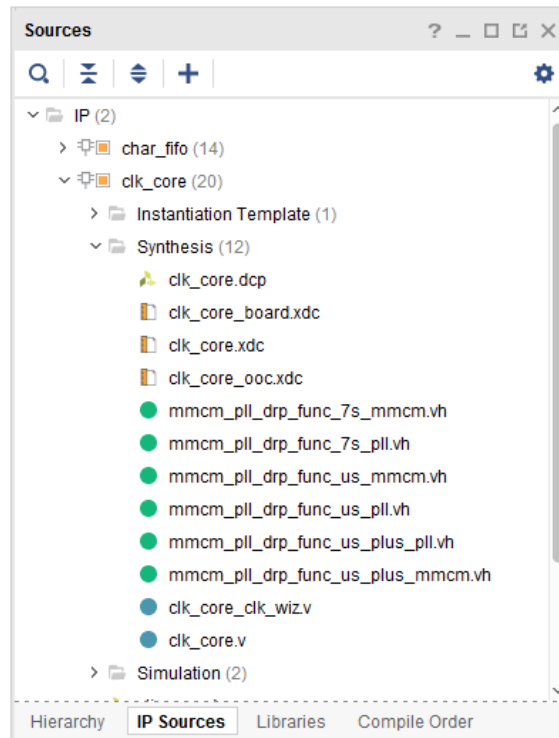 Sources
IP (2)
char_fifo (14)
clk_core (20)
Instantiation Template (1)
Synthesis (12)
clk_core.dcp
clk_core_board.xdc
clk_core.xdc
clk_core_ooc.xdc
mmcm_pll_drp_func_7s_mmcm.vh
mmcm_pll_drp_func_7s_pll.vh
mmcm_pll_drp_func_us_mmcm.vh
mmcm_pll_drp_func_us_pll.vh
mmcm_pll_drp_func_us_plus_pll.vh
mmcm_pll_drp_func_us_plus_mmcm.vh
clk_core_clk_wiz.v
clk_core.v
Simulation (2)
Hierarchy IP Sources Libraries Compile Order